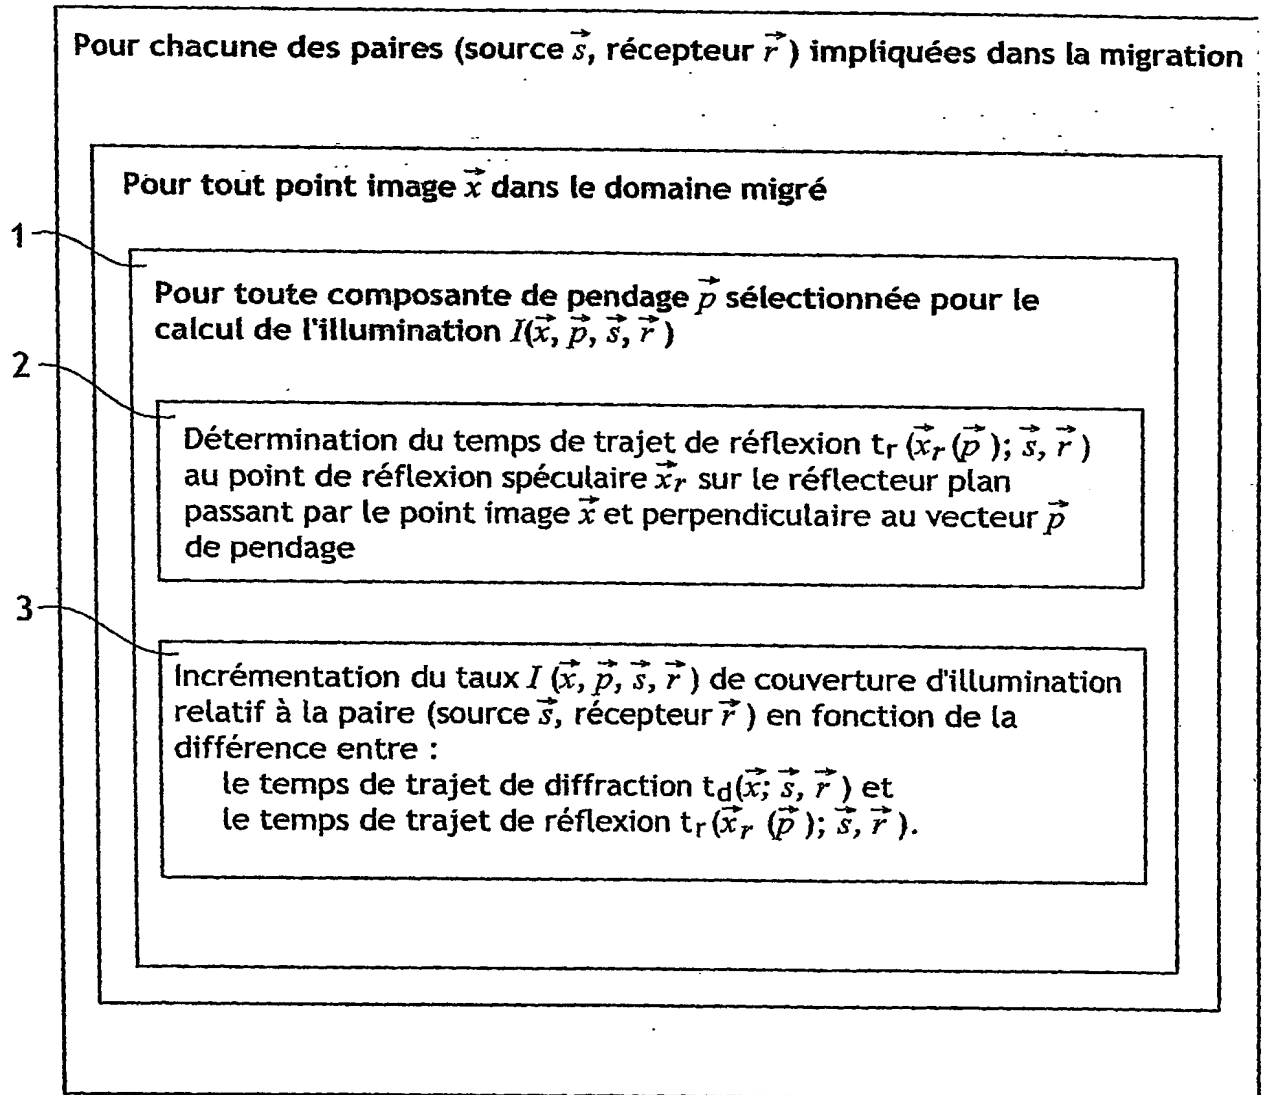 Pour chacune des paires (source s⃗, récepteur r⃗ ) impliquées dans la migration
Pour tout point image x⃗ dans le domaine migré
1
Pour toute composante de pendage p⃗ sélectionnée pour le
calcul de l'illumination I(x⃗, p⃗, s⃗, r⃗ )
2
Détermination du temps de trajet de réflexion tr (x⃗r (p⃗ ); s⃗, r⃗ )
au point de réflexion spéculaire x⃗r sur le réflecteur plan
passant par le point image x⃗ et perpendiculaire au vecteur p⃗
de pendage
3
Incrémentation du taux I (x⃗, p⃗, s⃗, r⃗ ) de couverture d'illumination
relatif à la paire (source s⃗, récepteur r⃗ ) en fonction de la
différence entre :
le temps de trajet de diffraction td(x⃗; s⃗, r⃗ ) et
le temps de trajet de réflexion tr (x⃗r (p⃗ ); s⃗, r⃗ ).